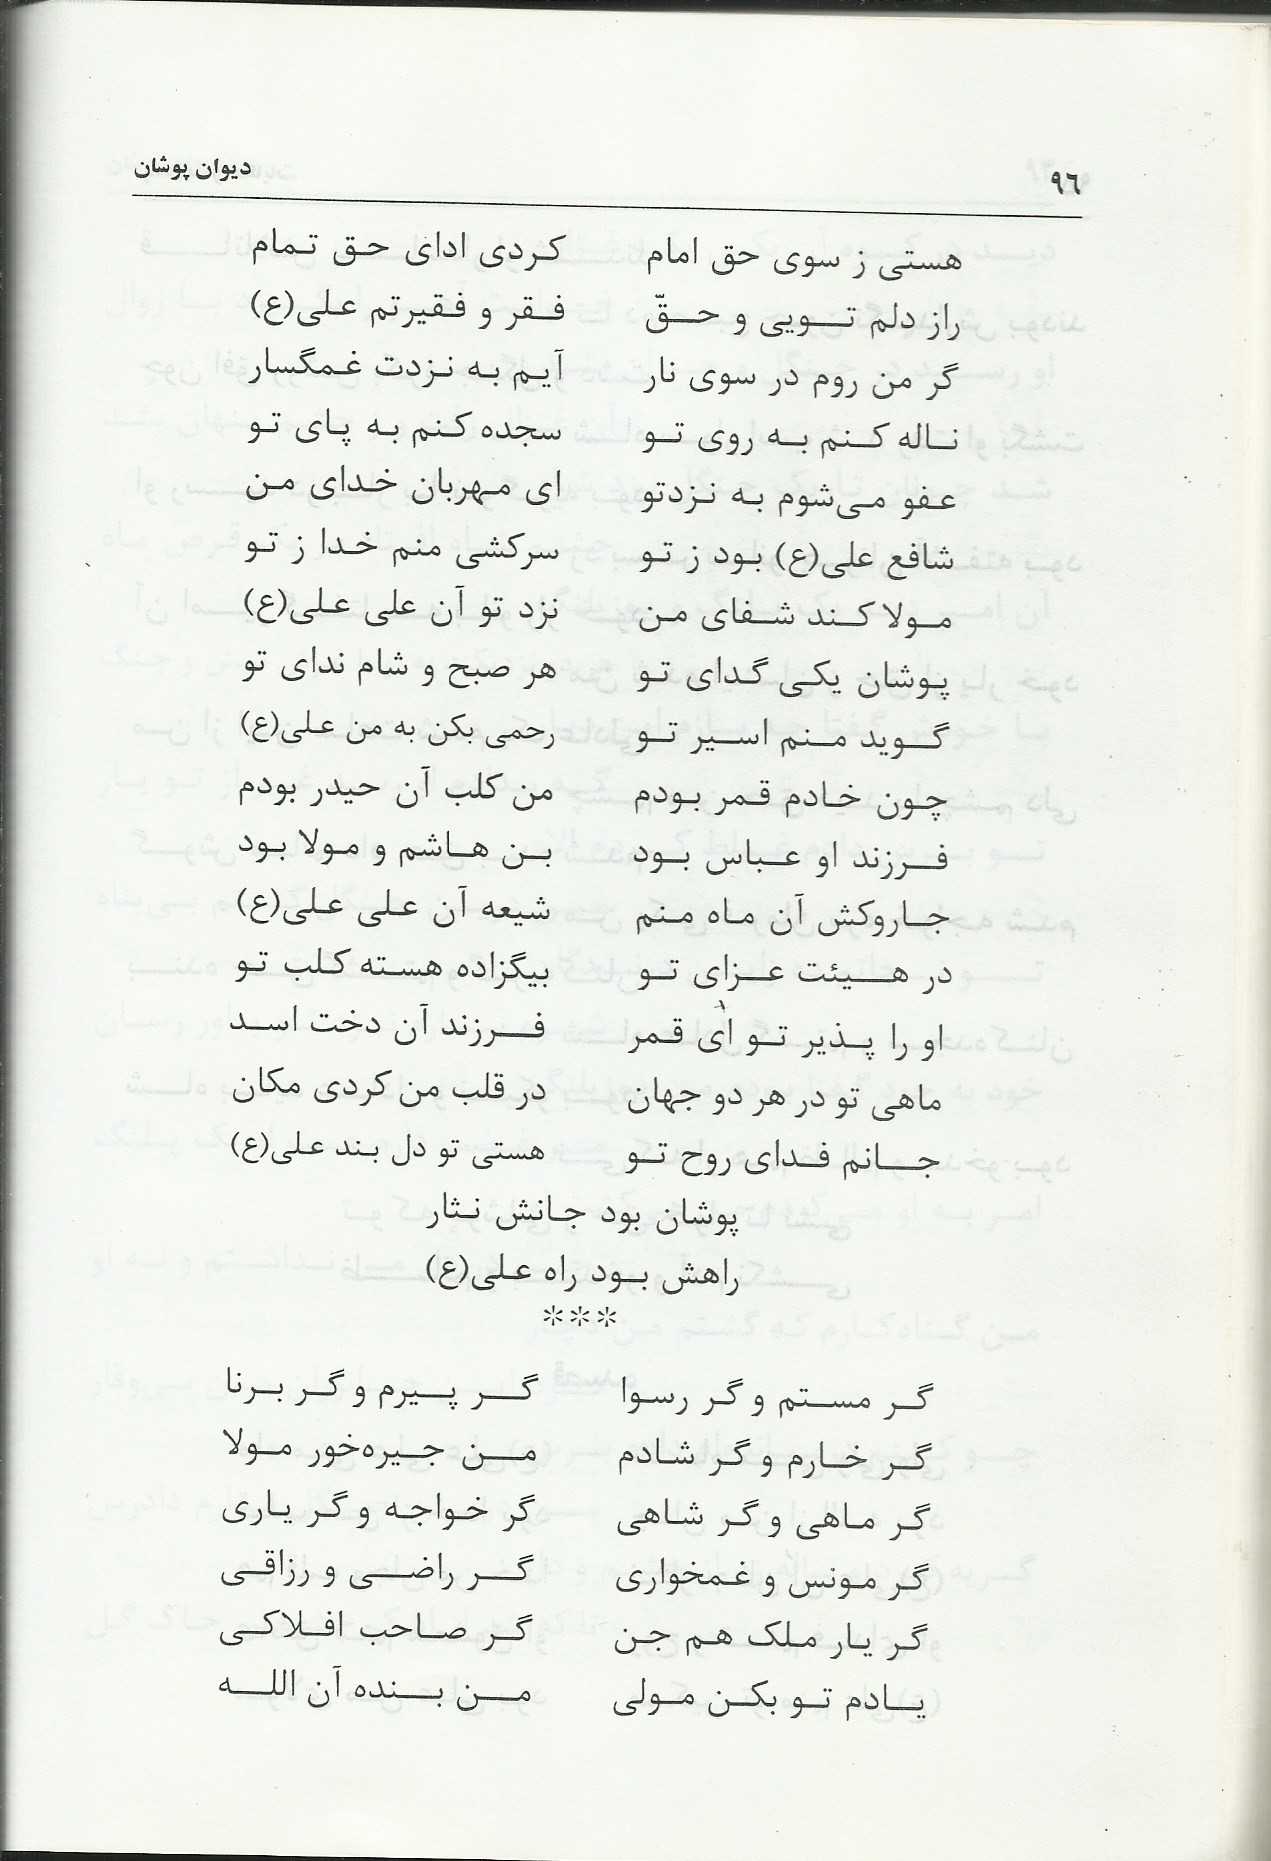 ۹٦ دیوان پوشان
هستی ز سوی حق امام کردی ادای حق تمام
راز دلم تویی و حقّ فقر و فقیرتم علی(ع)
گر من روم در سوی نار آیم به نزدت غمگسار
ناله کنم به روی تو سجده کنم به پای تو
عفو می‌شوم به نزدتو ای مهربان خدای من
شافع علی(ع) بود ز تو سرکشی منم خدا ز تو
مولا کند شفای من نزد تو آن علی علی(ع)
پوشان یکی گدای تو هر صبح و شام ندای تو
گوید منم اسیر تو رحمی بکن به من علی(ع)
چون خادم قمر بودم من کلب آن حیدر بودم
فرزند او عباس بود بن هاشم و مولا بود
جاروکش آن ماه منم شیعه آن علی علی(ع)
در هیئت عزای تو بیگزاده هسته کلب تو
او را پذیر تو ای قمر فرزند آن دخت اسد
ماهی تو در هر دو جهان در قلب من کردی مکان
جانم فدای روح تو هستی تو دل بند علی(ع)
پوشان بود جانش نثار
راهش بود راه علی(ع)
***
گر مستم و گر رسوا گر پیرم و گر برنا
گر خارم و گر شادم من جیره‌خور مولا
گر ماهی و گر شاهی گر خواجه و گر یاری
گر مونس و غمخواری گر راضی و رزاقی
گر یار ملک هم جن گر صاحب افلاکی
یادم تو بکن مولی من بنده آن الله